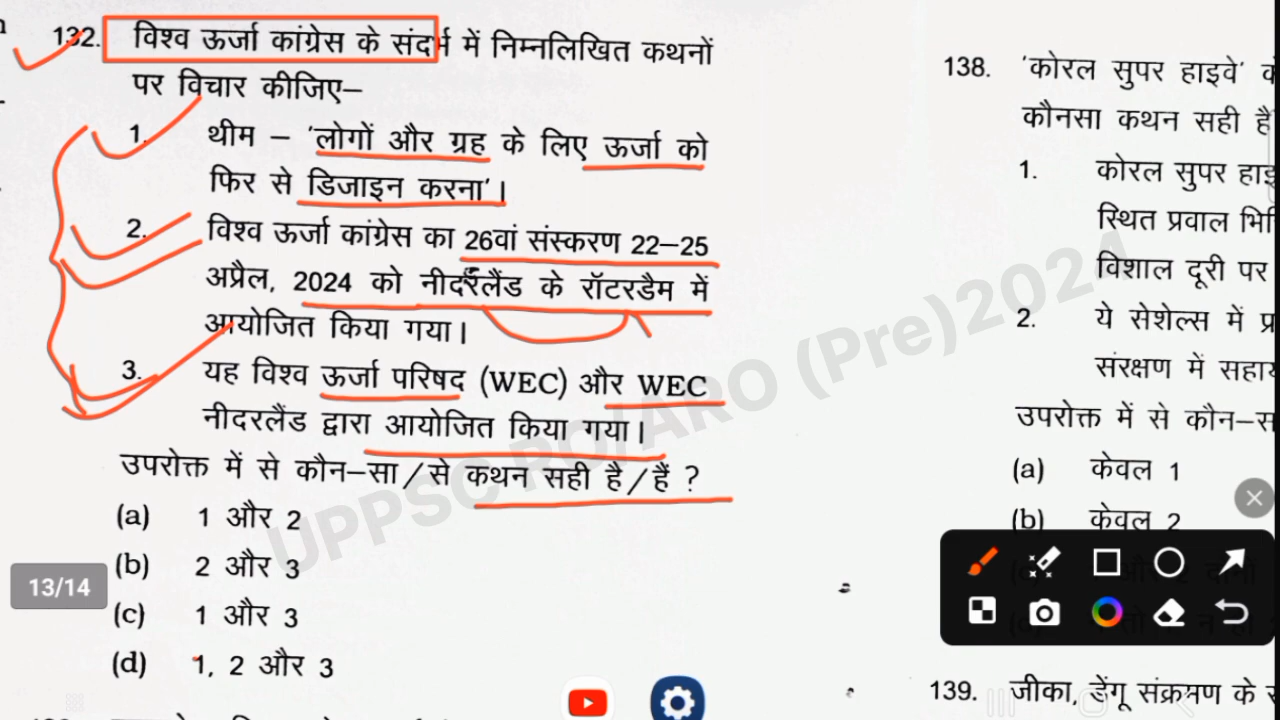 132. विश्व ऊर्जा कांग्रेस के संदर्भ में निम्नलिखित कथनों
पर विचार कीजिए–
1. थीम – 'लोगों और ग्रह के लिए ऊर्जा को
फिर से डिजाइन करना'।
2. विश्व ऊर्जा कांग्रेस का 26वां संस्करण 22–25
अप्रैल, 2024 को नीदरलैंड के रॉटरडैम में
आयोजित किया गया।
3. यह विश्व ऊर्जा परिषद (WEC) और WEC
नीदरलैंड द्वारा आयोजित किया गया।
उपरोक्त में से कौन–सा/से कथन सही है/हैं ?
(a) 1 और 2
(b) 2 और 3
(c) 1 और 3
(d) 1, 2 और 3
13/14
UPPSC RO/ARO (Pre) 2024
138. 'कोरल सुपर हाइवे'
कौनसा कथन सही है
1. कोरल सुपर
स्थित प्रवाल
विशाल दूरी पर
2. ये सेशेल्स में
संरक्षण में
उपरोक्त में से
(a) केवल 1
(b) केवल 2
139. जीका, डेंगू संक्रमण के